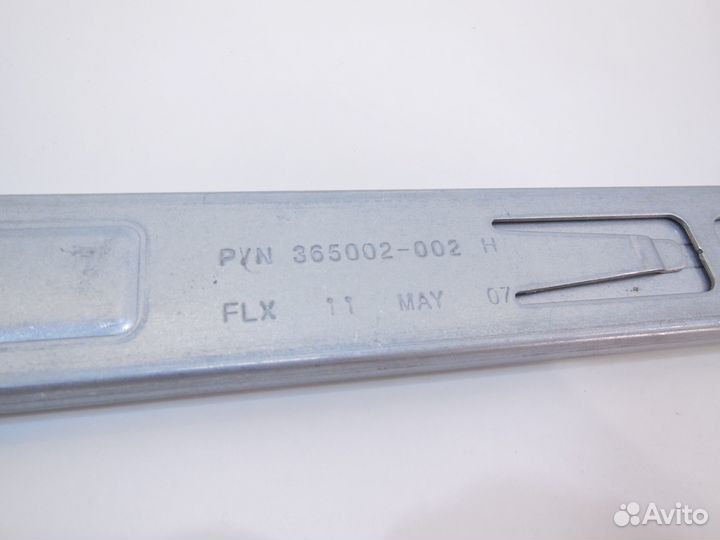 P/N 365002-002 H
FLX 11 MAY 07
Avito